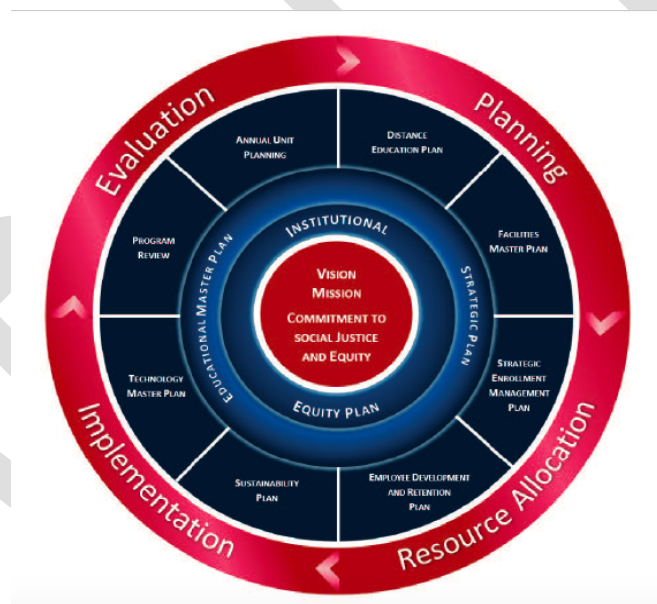 Evaluation
Planning
Resource Allocation
Implementation
ANNUAL UNIT
PLANNING
DISTANCE
EDUCATION PLAN
FACILITIES
MASTER PLAN
STRATEGIC
ENROLLMENT
MANAGEMENT
PLAN
EMPLOYEE DEVELOPMENT
AND RETENTION
PLAN
SUSTAINABILITY
PLAN
TECHNOLOGY
MASTER PLAN
PROGRAM
REVIEW
EDUCATIONAL MASTER PLAN
STRATEGIC PLAN
INSTITUTIONAL
EQUITY PLAN
VISION
MISSION
COMMITMENT TO
SOCIAL JUSTICE
AND EQUITY